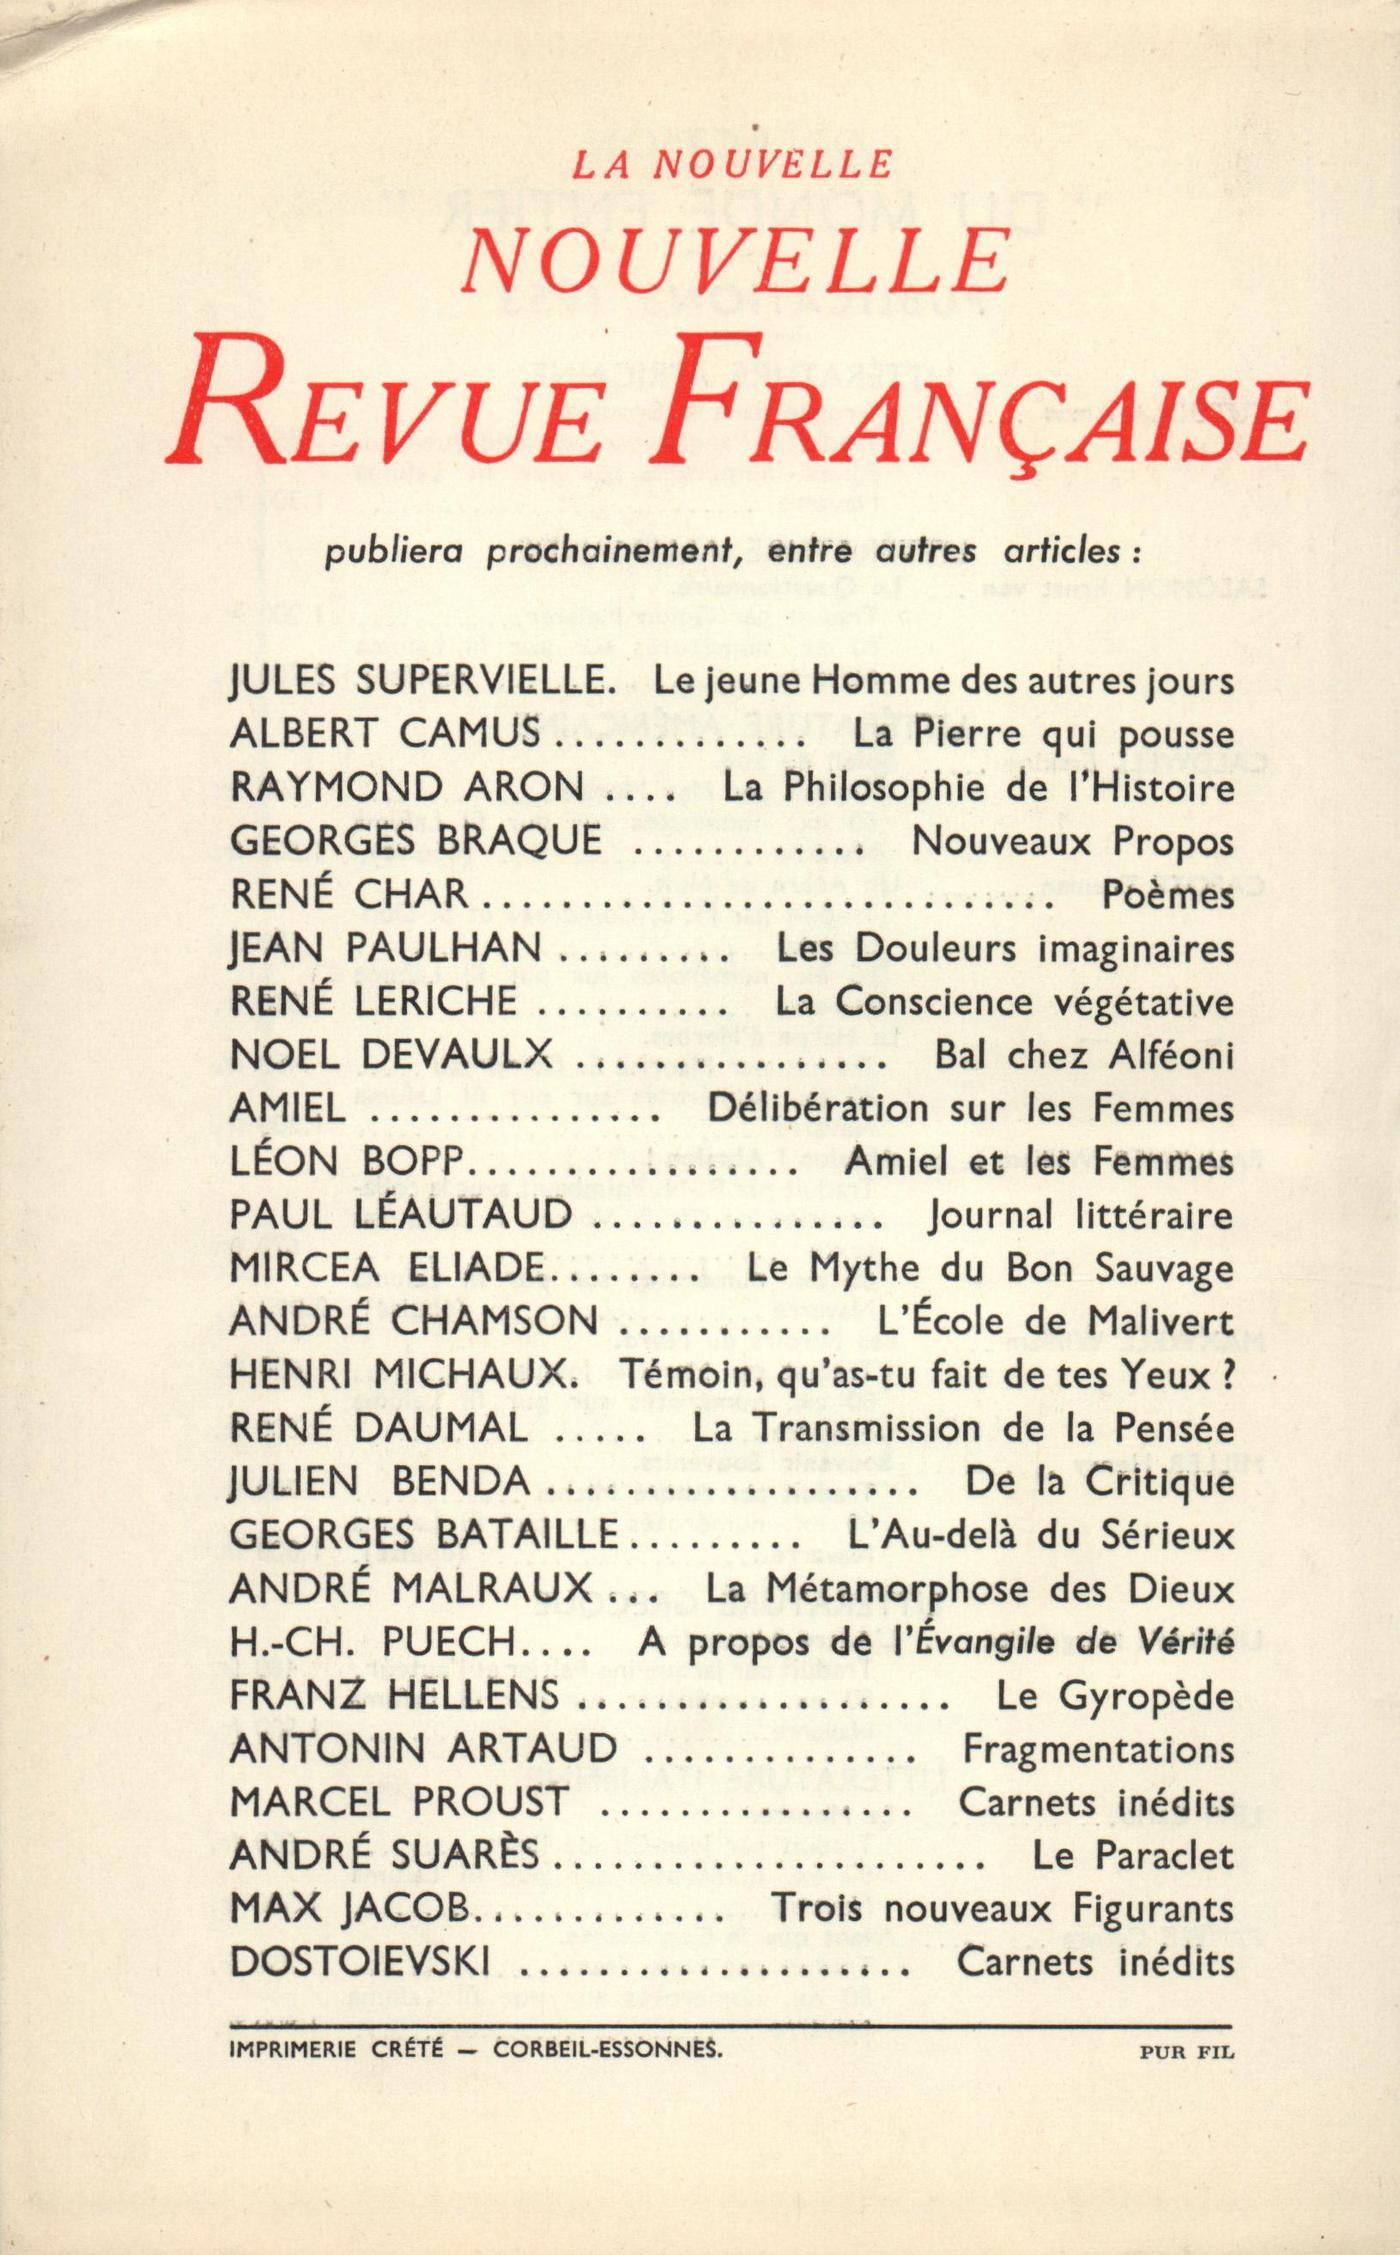 LA NOUVELLE
NOUVELLE
REVUE FRANÇAISE
publiera prochainement, entre autres articles :
JULES SUPERVIELLE. Le jeune Homme des autres jours
ALBERT CAMUS ............. La Pierre qui pousse
RAYMOND ARON .... La Philosophie de l'Histoire
GEORGES BRAQUE ............ Nouveaux Propos
RENÉ CHAR ............................. Poèmes
JEAN PAULHAN ......... Les Douleurs imaginaires
RENÉ LERICHE .......... La Conscience végétative
NOEL DEVAULX ................ Bal chez Alféoni
AMIEL ............... Délibération sur les Femmes
LÉON BOPP................. Amiel et les Femmes
PAUL LÉAUTAUD ............... Journal littéraire
MIRCEA ELIADE........ Le Mythe du Bon Sauvage
ANDRÉ CHAMSON ........... L'École de Malivert
HENRI MICHAUX. Témoin, qu'as-tu fait de tes Yeux ?
RENÉ DAUMAL ..... La Transmission de la Pensée
JULIEN BENDA ................... De la Critique
GEORGES BATAILLE......... L'Au-delà du Sérieux
ANDRÉ MALRAUX ... La Métamorphose des Dieux
H.-CH. PUECH.... A propos de l'Évangile de Vérité
FRANZ HELLENS ................... Le Gyropède
ANTONIN ARTAUD .............. Fragmentations
MARCEL PROUST ................ Carnets inédits
ANDRÉ SUARÈS ...................... Le Paraclet
MAX JACOB............. Trois nouveaux Figurants
DOSTOIEVSKI .................... Carnets inédits
IMPRIMERIE CRÉTÉ — CORBEIL-ESSONNES. PUR FIL